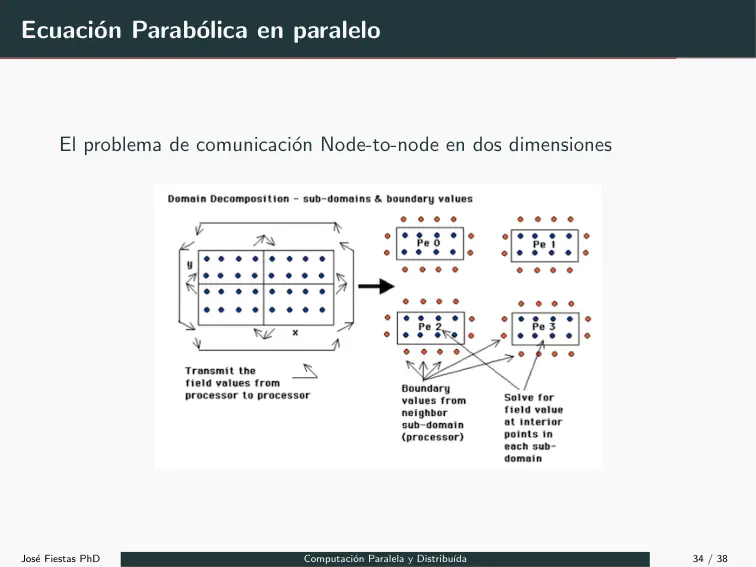 Ecuación Parabólica en paralelo
El problema de comunicación Node-to-node en dos dimensiones
Domain Decomposition - sub-domains & boundary values
y
x
Pe 0
Pe 1
Pe 2
Pe 3
Transmit the
field values from
processor to processor
Boundary
values from
neighbor
sub-domain
(processor)
Solve for
field value
at interior
points in
each sub-
domain
José Fiestas PhD
Computación Paralela y Distribuída
34 / 38